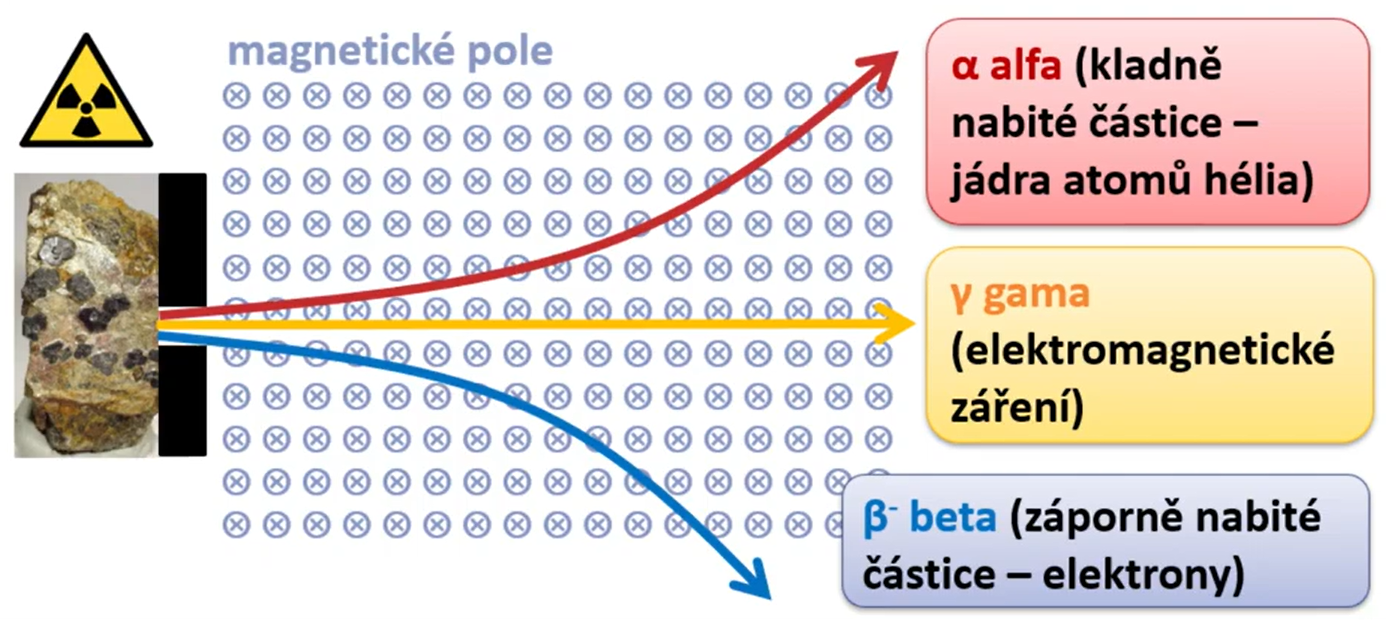 magnetické pole
α alfa (kladně
nabité částice –
jádra atomů hélia)
γ gama
(elektromagnetické
záření)
β- beta (záporně nabité
částice – elektrony)